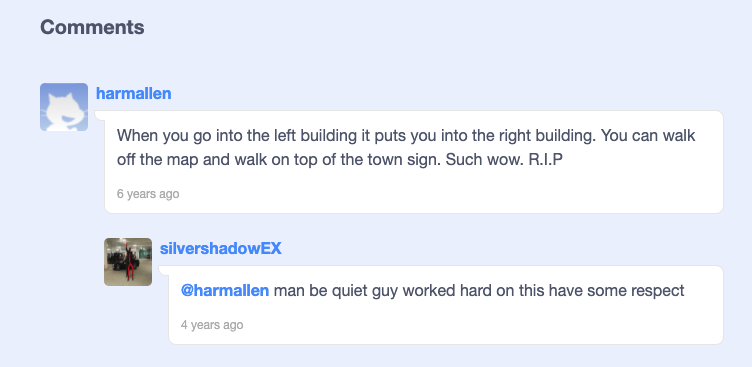 Comments
harmallen
When you go into the left building it puts you into the right building. You can walk
off the map and walk on top of the town sign. Such wow. R.I.P
6 years ago
silvershadowEX
@harmallen man be quiet guy worked hard on this have some respect
4 years ago